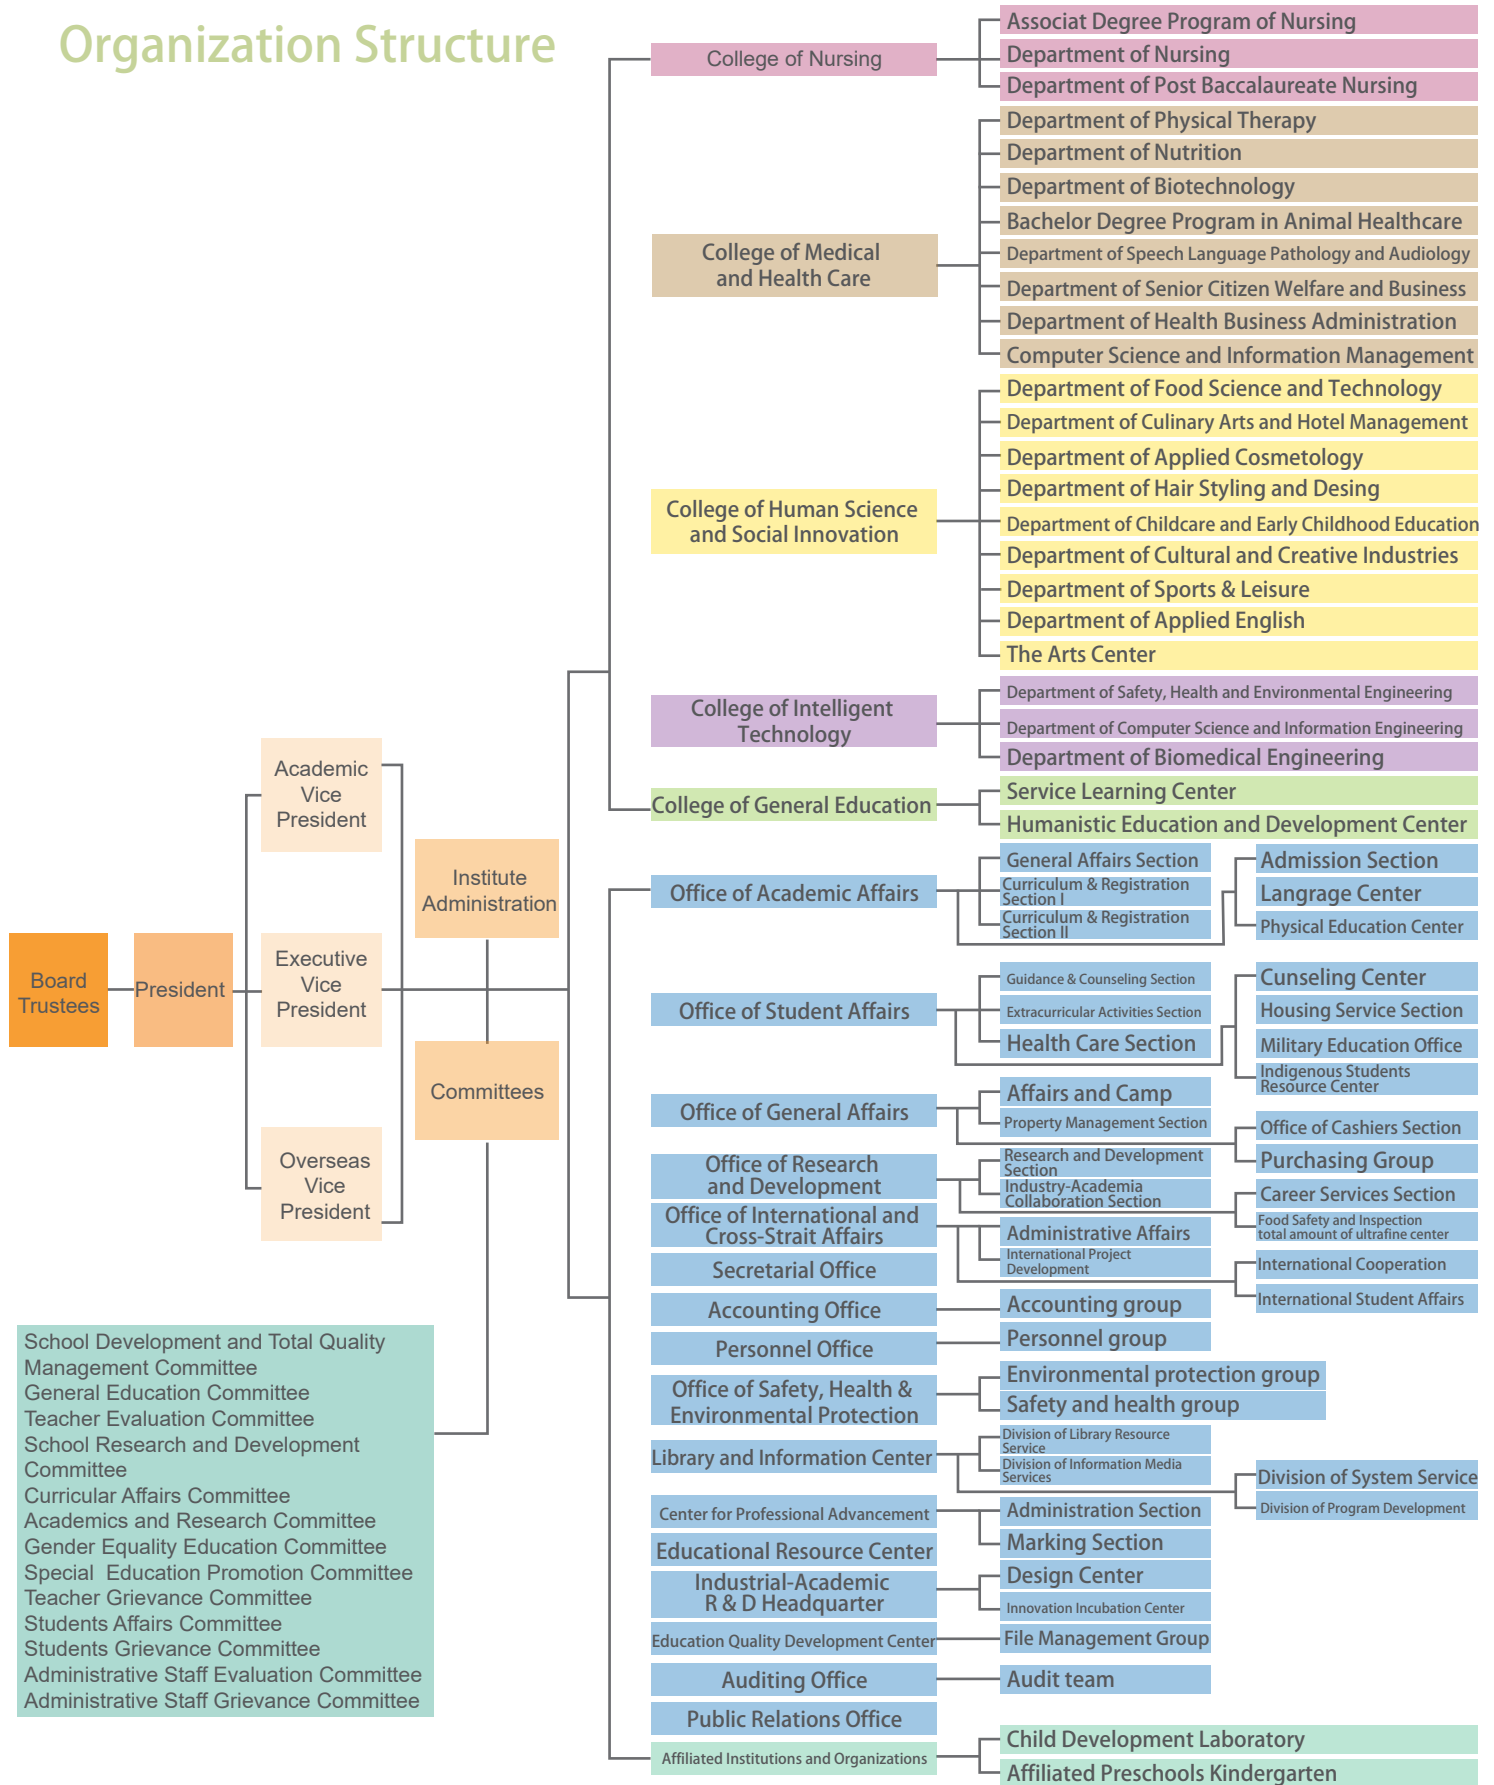 Organization Structure
Board
Trustees
President
Academic
Vice
President
Executive
Vice
President
Overseas
Vice
President
Institute
Administration
Committees
School Development and Total Quality
Management Committee
General Education Committee
Teacher Evaluation Committee
School Research and Development
Committee
Curricular Affairs Committee
Academics and Research Committee
Gender Equality Education Committee
Special  Education Promotion Committee
Teacher Grievance Committee
Students Affairs Committee
Students Grievance Committee
Administrative Staff Evaluation Committee
Administrative Staff Grievance Committee
College of Nursing
Associat Degree Program of Nursing
Department of Nursing
Department of Post Baccalaureate Nursing
College of Medical
and Health Care
Department of Physical Therapy
Department of Nutrition
Department of Biotechnology
Bachelor Degree Program in Animal Healthcare
Department of Speech Language Pathology and Audiology
Department of Senior Citizen Welfare and Business
Department of Health Business Administration
Computer Science and Information Management
College of Human Science
and Social Innovation
Department of Food Science and Technology
Department of Culinary Arts and Hotel Management
Department of Applied Cosmetology
Department of Hair Styling and Desing
Department of Childcare and Early Childhood Education
Department of Cultural and Creative Industries
Department of Sports & Leisure
Department of Applied English
The Arts Center
College of Intelligent
Technology
Department of Safety, Health and Environmental Engineering
Department of Computer Science and Information Engineering
Department of Biomedical Engineering
College of General Education
Service Learning Center
Humanistic Education and Development Center
Office of Academic Affairs
General Affairs Section
Curriculum & Registration
Section I
Curriculum & Registration
Section II
Admission Section
Langrage Center
Physical Education Center
Office of Student Affairs
Guidance & Counseling Section
Extracurricular Activities Section
Health Care Section
Cunseling Center
Housing Service Section
Military Education Office
Indigenous Students
Resource Center
Office of General Affairs
Affairs and Camp
Property Management Section
Office of Cashiers Section
Purchasing Group
Office of Research
and Development
Research and Development
Section
Industry-Academia
Collaboration Section
Career Services Section
Food Safety and Inspection
total amount of ultrafine center
Office of International and
Cross-Strait Affairs
Administrative Affairs
International Project
Development
International Cooperation
International Student Affairs
Secretarial Office
Accounting Office
Accounting group
Personnel Office
Personnel group
Office of Safety, Health &
Environmental Protection
Environmental protection group
Safety and health group
Library and Information Center
Division of Library Resource
Service
Division of Information Media
Services
Division of System Service
Division of Program Development
Center for Professional Advancement
Administration Section
Marking Section
Educational Resource Center
Industrial-Academic
R & D Headquarter
Design Center
Innovation Incubation Center
Education Quality Development Center
File Management Group
Auditing Office
Audit team
Public Relations Office
Affiliated Institutions and Organizations
Child Development Laboratory
Affiliated Preschools Kindergarten